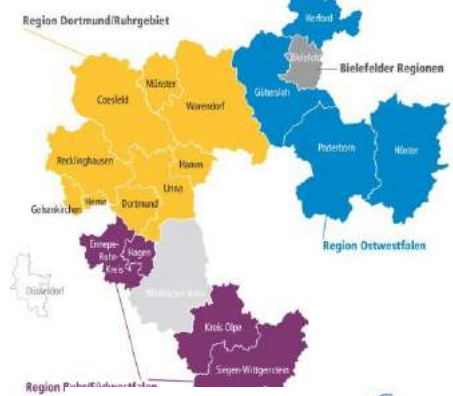 Region Dortmund/Ruhrgebiet
Herford
Bielefeld
Bielefelder Regionen
Münster
Coesfeld
Warendorf
Gütersloh
Paderborn
Höxter
Recklinghausen
Hamm
Unna
Gelsenkirchen
Herne
Dortmund
Region Ostwestfalen
Ennepe-
Ruhr-
Kreis
Hagen
Düsseldorf
Märkischer Kreis
Kreis Olpe
Siegen-Wittgenstein
Region Ruhr/Südwestfalen